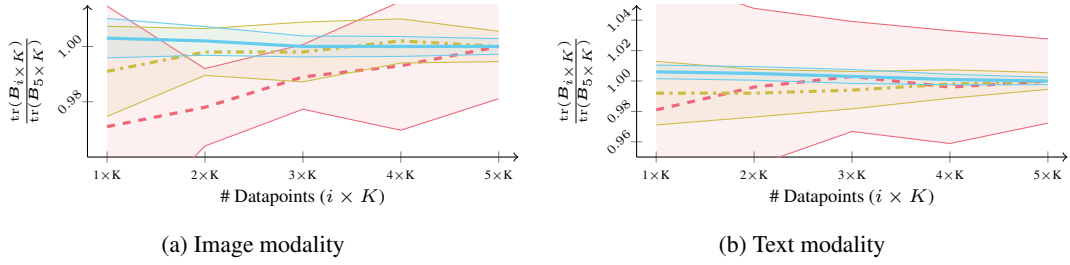 tr(B_{i×K}) / tr(B_{5×K})
1.00
0.98
1×K 2×K 3×K 4×K 5×K
# Datapoints (i × K)
(a) Image modality
tr(B_{i×K}) / tr(B_{5×K})
1.04
1.02
1.00
0.98
0.96
1×K 2×K 3×K 4×K 5×K
# Datapoints (i × K)
(b) Text modality